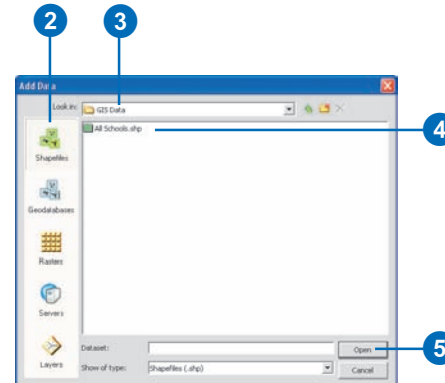 2 3
Add Data
Look in: GIS Data
All Schools.shp 4
Shapefiles
Geodatabases
Rasters
Servers
Layers
Dataset: Open 5
Show of type: Shapefiles (.shp) Cancel